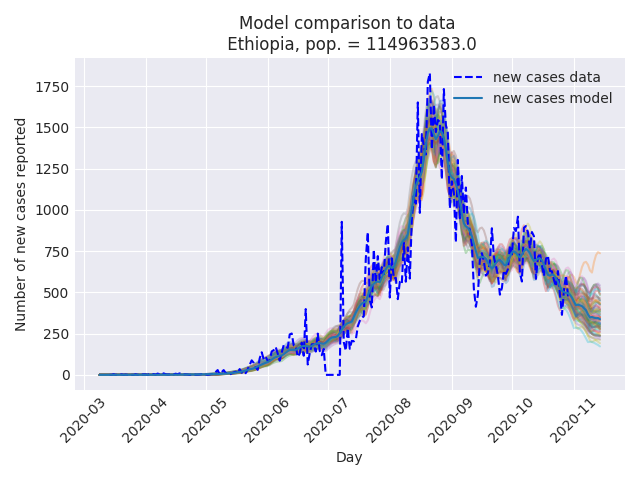 Model comparison to data
Ethiopia, pop. = 114963583.0
new cases data
new cases model
Number of new cases reported
1750
1500
1250
1000
750
500
250
0
2020-03
2020-04
2020-05
2020-06
2020-07
2020-08
2020-09
2020-10
2020-11
Day